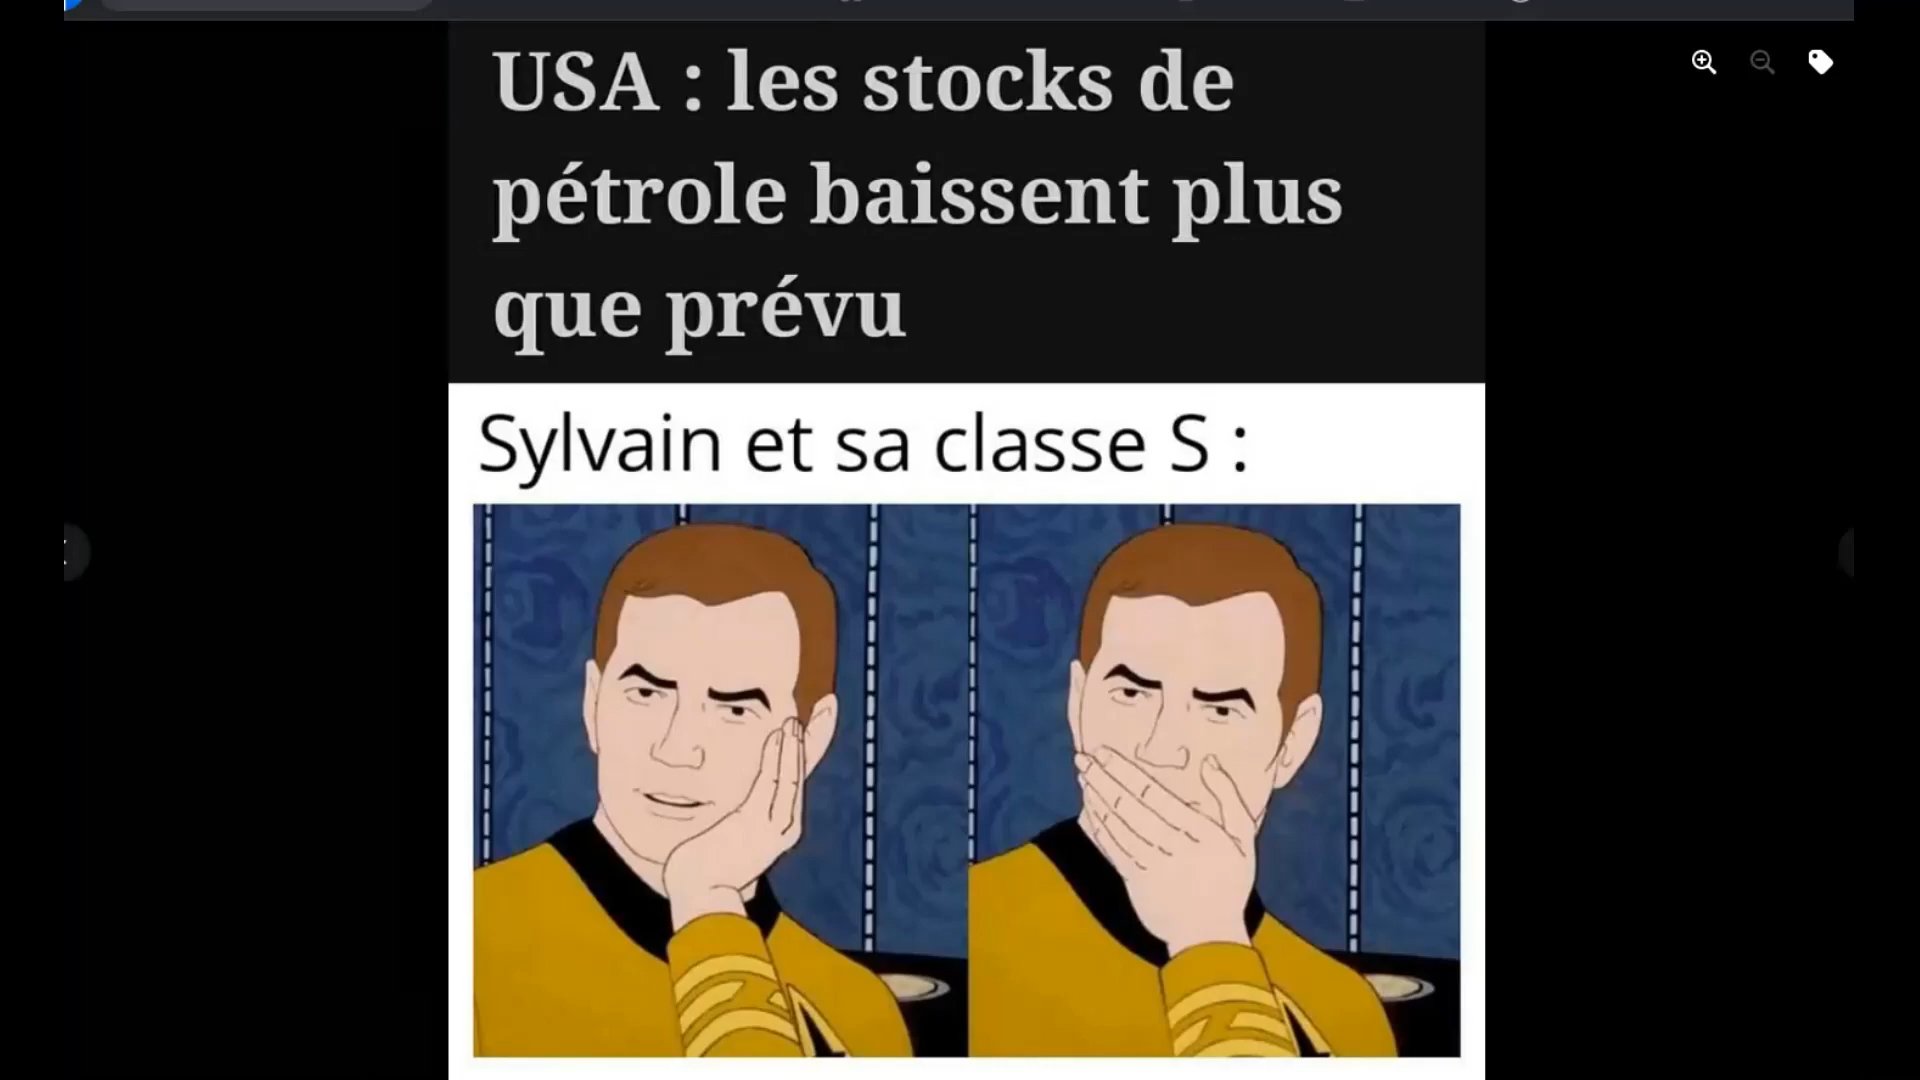 USA : les stocks de
pétrole baissent plus
que prévu
Sylvain et sa classe S :